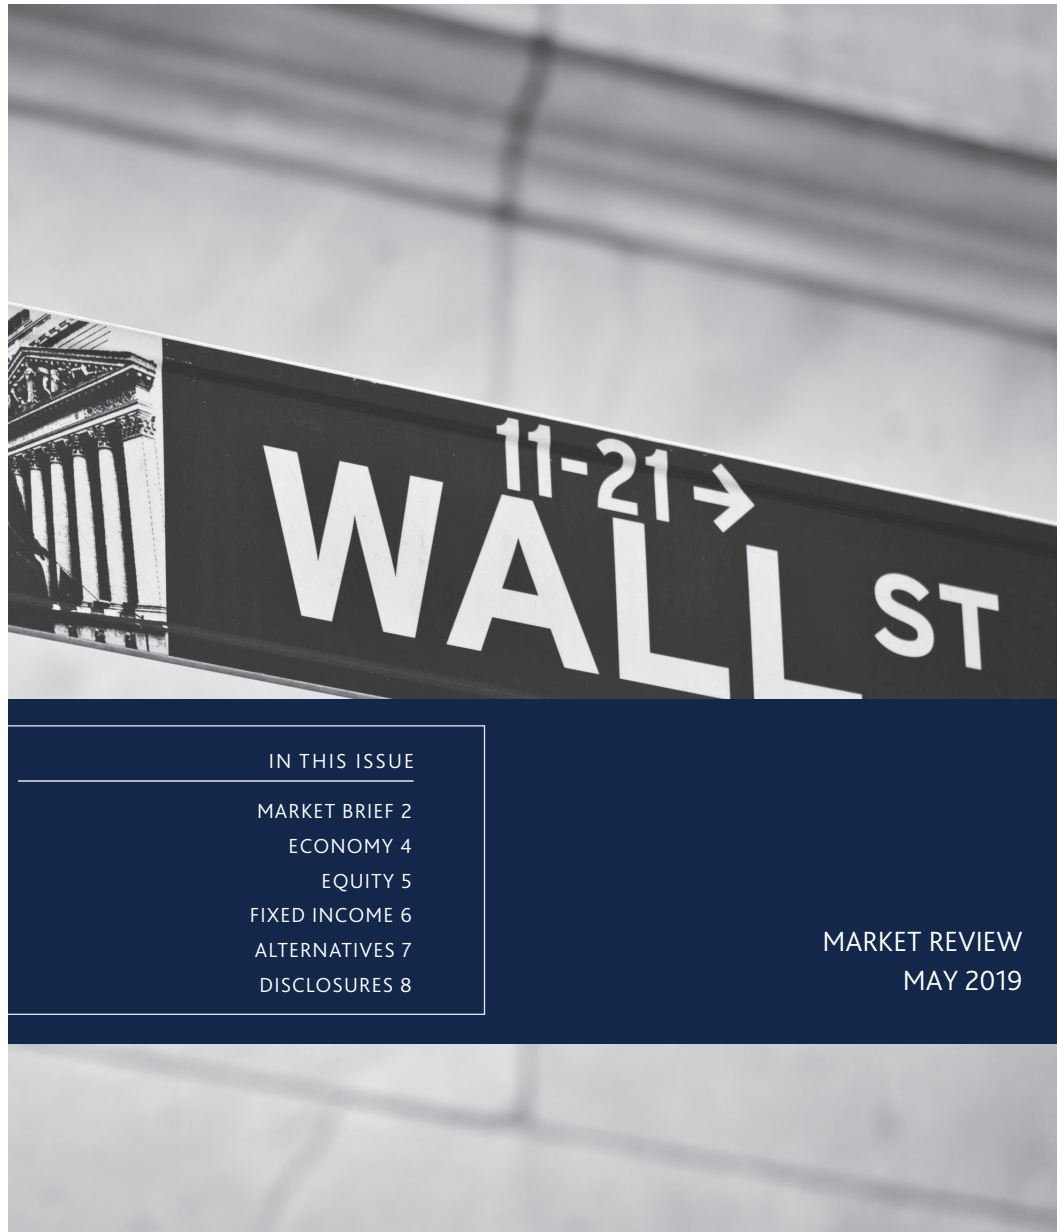 11-21→
WALL ST
IN THIS ISSUE
MARKET BRIEF 2
ECONOMY 4
EQUITY 5
FIXED INCOME 6
ALTERNATIVES 7
DISCLOSURES 8
MARKET REVIEW
MAY 2019